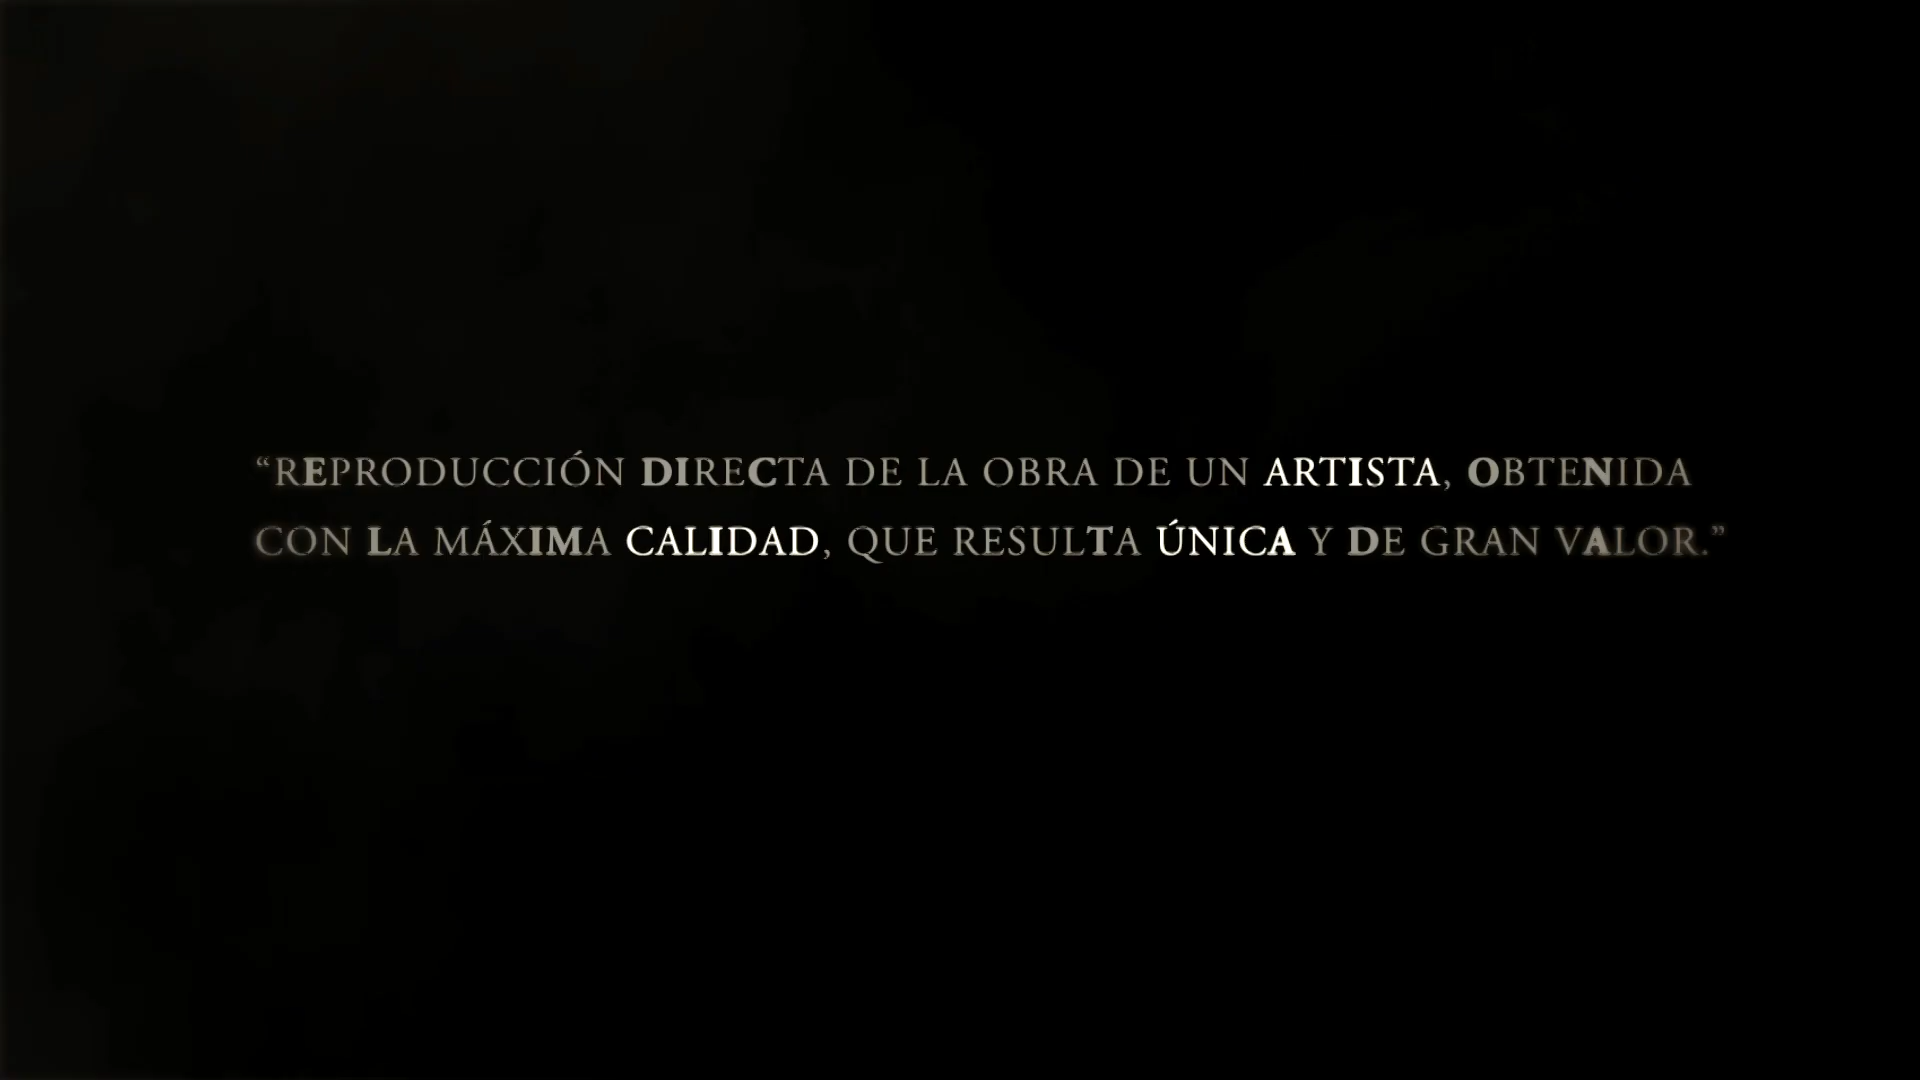 “REPRODUCCIÓN DIRECTA DE LA OBRA DE UN ARTISTA, OBTENIDA
CON LA MÁXIMA CALIDAD, QUE RESULTA ÚNICA Y DE GRAN VALOR.”